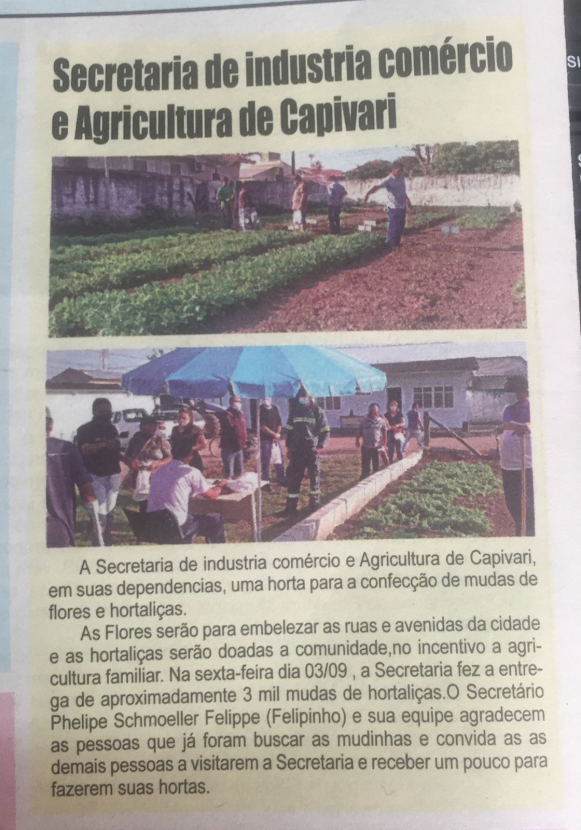 Secretaria de industria comércio
e Agricultura de Capivari
A Secretaria de industria comércio e Agricultura de Capivari,
em suas dependencias, uma horta para a confecção de mudas de
flores e hortaliças.
As Flores serão para embelezar as ruas e avenidas da cidade
e as hortaliças serão doadas a comunidade,no incentivo a agri-
cultura familiar. Na sexta-feira dia 03/09 , a Secretaria fez a entre-
ga de aproximadamente 3 mil mudas de hortaliças.O Secretário
Phelipe Schmoeller Felippe (Felipinho) e sua equipe agradecem
as pessoas que já foram buscar as mudinhas e convida as as
demais pessoas a visitarem a Secretaria e receber um pouco para
fazerem suas hortas.